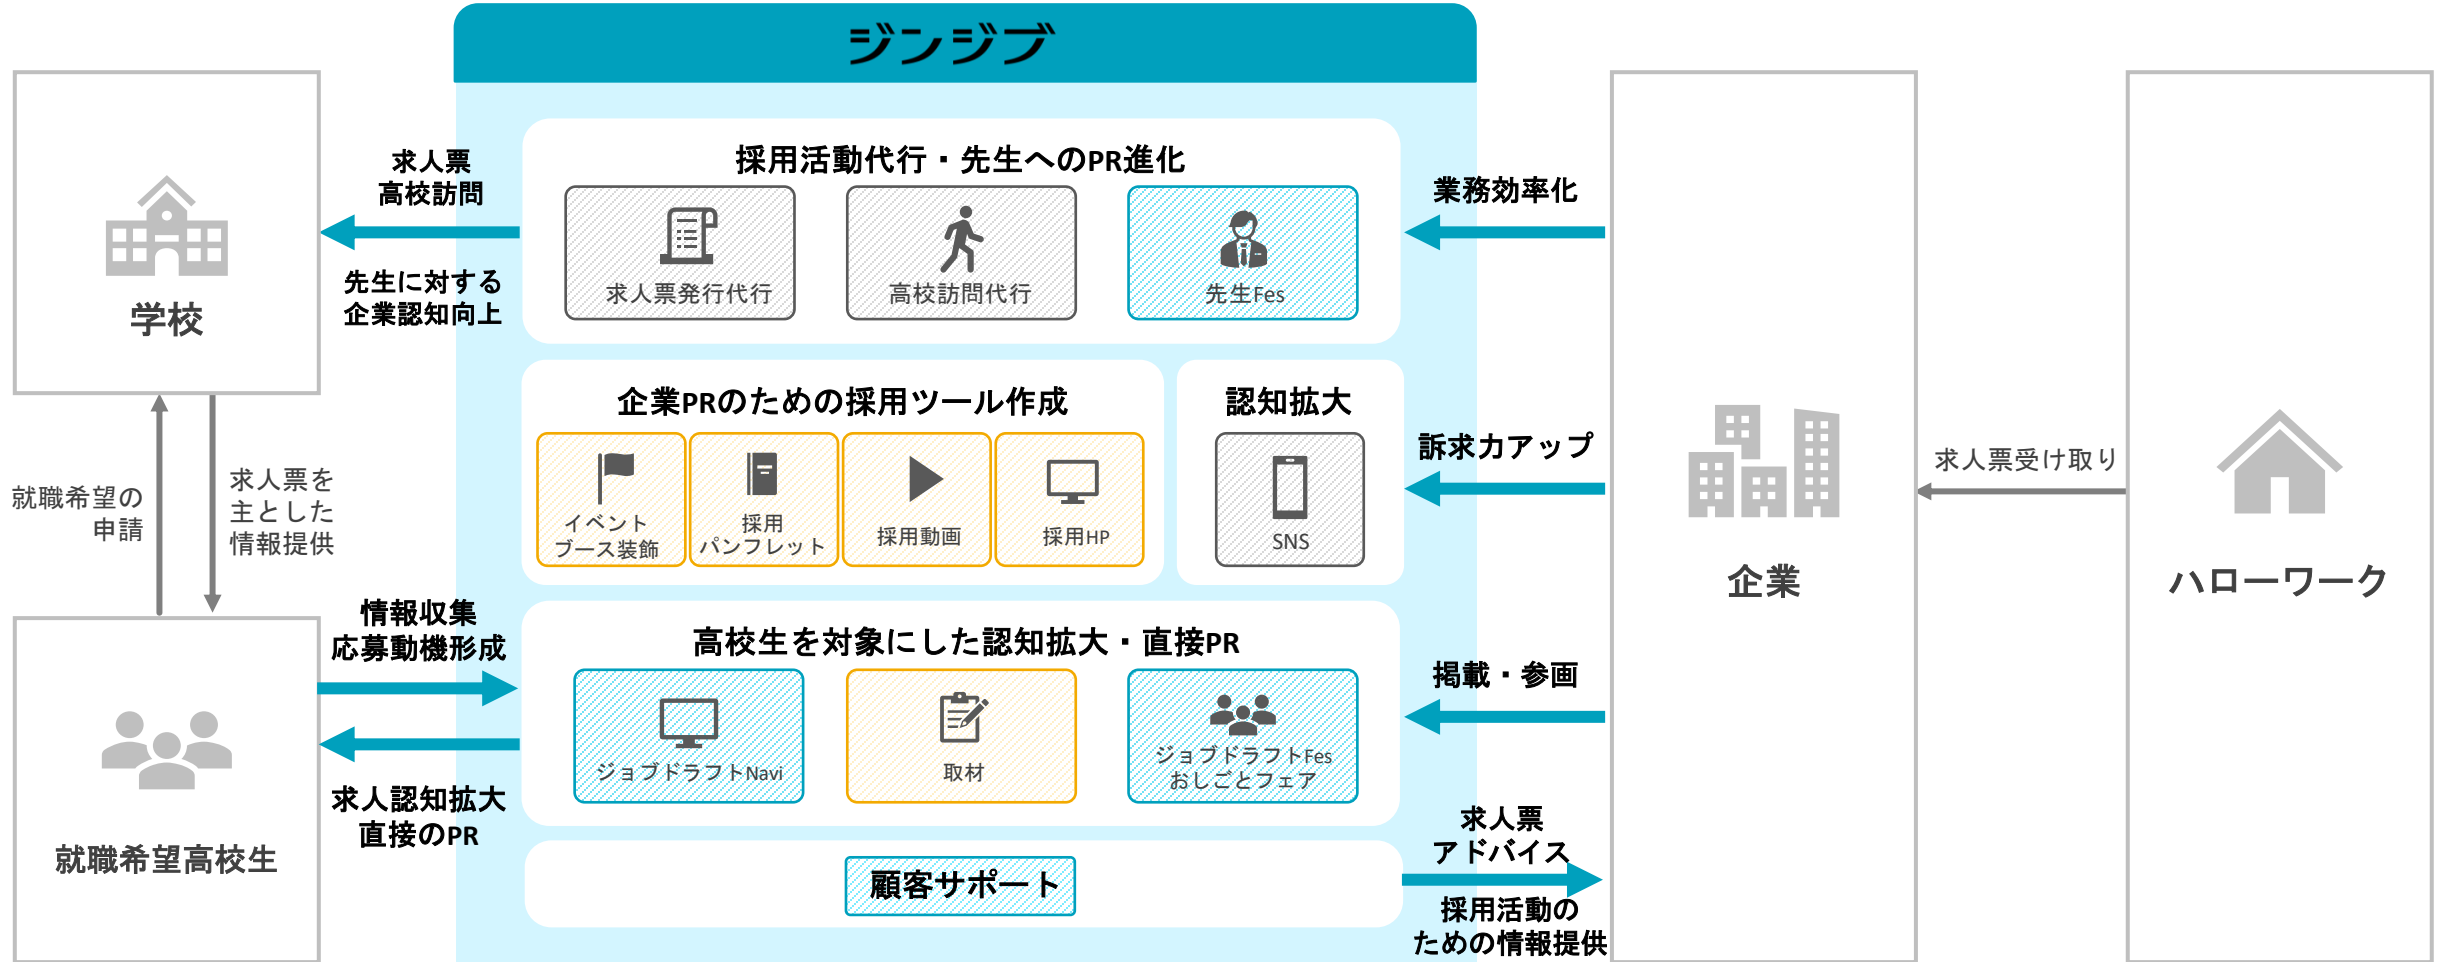 ジンジブ
学校
求人票
高校訪問
先生に対する
企業認知向上
採用活動代行・先生へのPR進化
求人票発行代行
高校訪問代行
先生Fes
業務効率化
企業PRのための採用ツール作成
イベント
ブース装飾
採用
パンフレット
採用動画
採用HP
認知拡大
SNS
訴求力アップ
就職希望の
申請
求人票を
主とした
情報提供
情報収集
応募動機形成
求人認知拡大
直接のPR
就職希望高校生
高校生を対象にした認知拡大・直接PR
ジョブドラフトNavi
取材
ジョブドラフトFes
おしごとフェア
掲載・参画
顧客サポート
求人票
アドバイス
採用活動の
ための情報提供
企業
求人票受け取り
ハローワーク